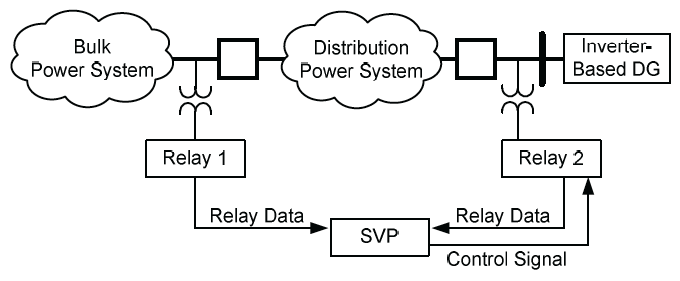 Bulk
Power System
Distribution
Power System
Inverter-
Based DG
Relay 1
Relay 2
Relay Data
Relay Data
SVP
Control Signal